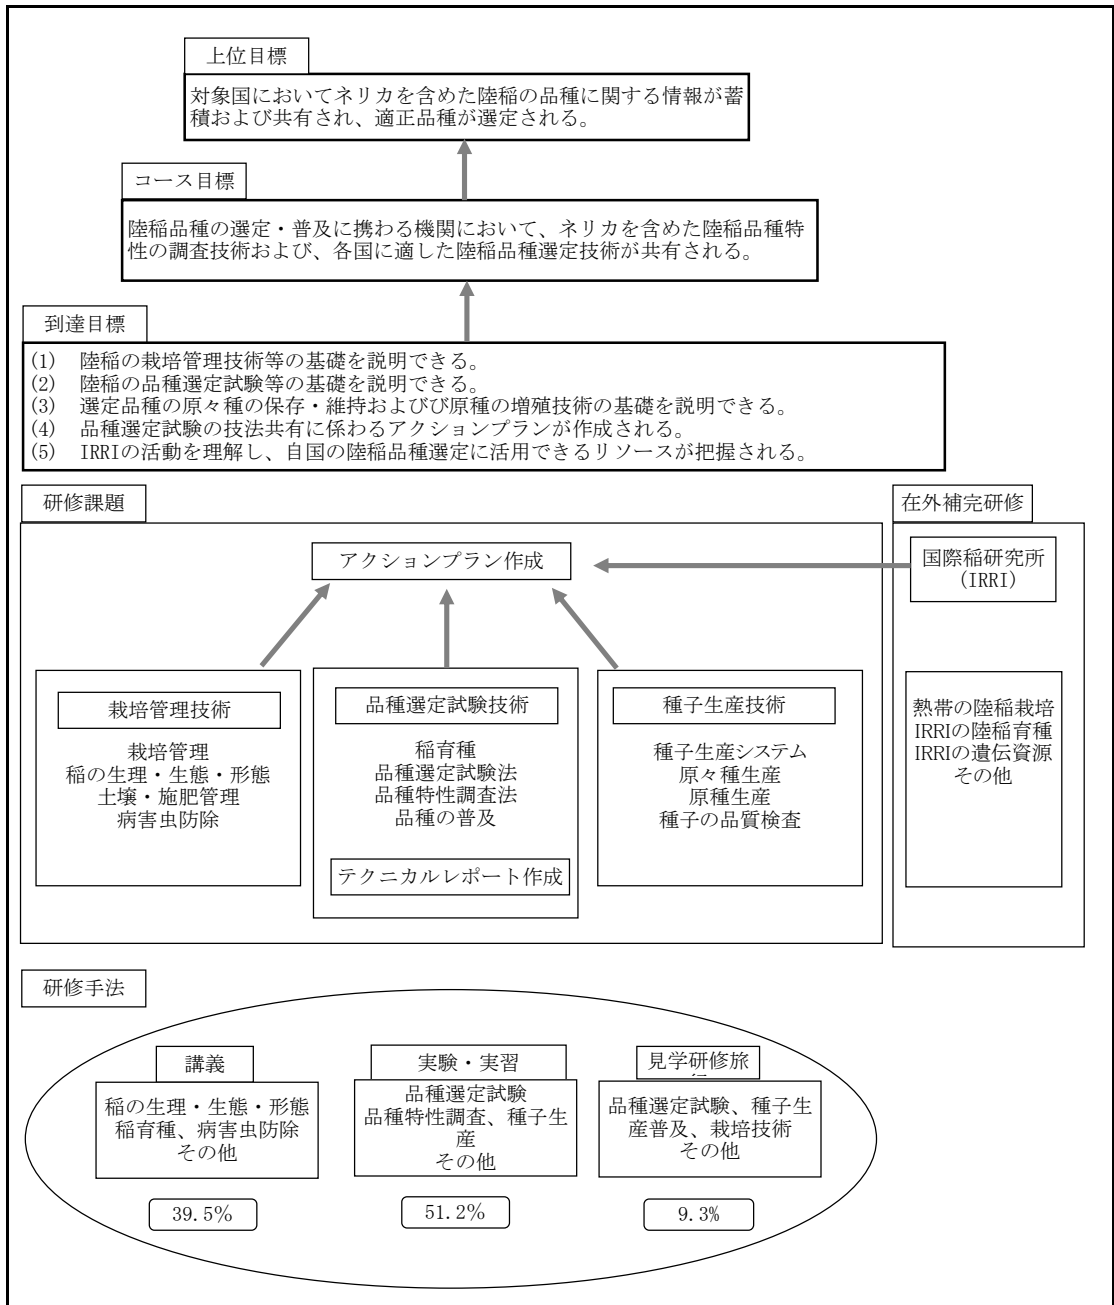 上位目標
対象国においてネリカを含めた陸稲の品種に関する情報が蓄
積および共有され、適正品種が選定される。
コース目標
陸稲品種の選定・普及に携わる機関において、ネリカを含めた陸稲品種特
性の調査技術および、各国に適した陸稲品種選定技術が共有される。
到達目標
(1) 陸稲の栽培管理技術等の基礎を説明できる。
(2) 陸稲の品種選定試験等の基礎を説明できる。
(3) 選定品種の原々種の保存・維持およびび原種の増殖技術の基礎を説明できる。
(4) 品種選定試験の技法共有に係わるアクションプランが作成される。
(5) IRRIの活動を理解し、自国の陸稲品種選定に活用できるリソースが把握される。
研修課題
アクションプラン作成
栽培管理技術
栽培管理
稲の生理・生態・形態
土壌・施肥管理
病害虫防除
品種選定試験技術
稲育種
品種選定試験法
品種特性調査法
品種の普及
テクニカルレポート作成
種子生産技術
種子生産システム
原々種生産
原種生産
種子の品質検査
在外補完研修
国際稲研究所
(IRRI)
熱帯の陸稲栽培
IRRIの陸稲育種
IRRIの遺伝資源
その他
研修手法
講義
稲の生理・生態・形態
稲育種、病害虫防除
その他
39.5%
実験・実習
品種選定試験
品種特性調査、種子生
産
その他
51.2%
見学研修旅
品種選定試験、種子生
産普及、栽培技術
その他
9.3%